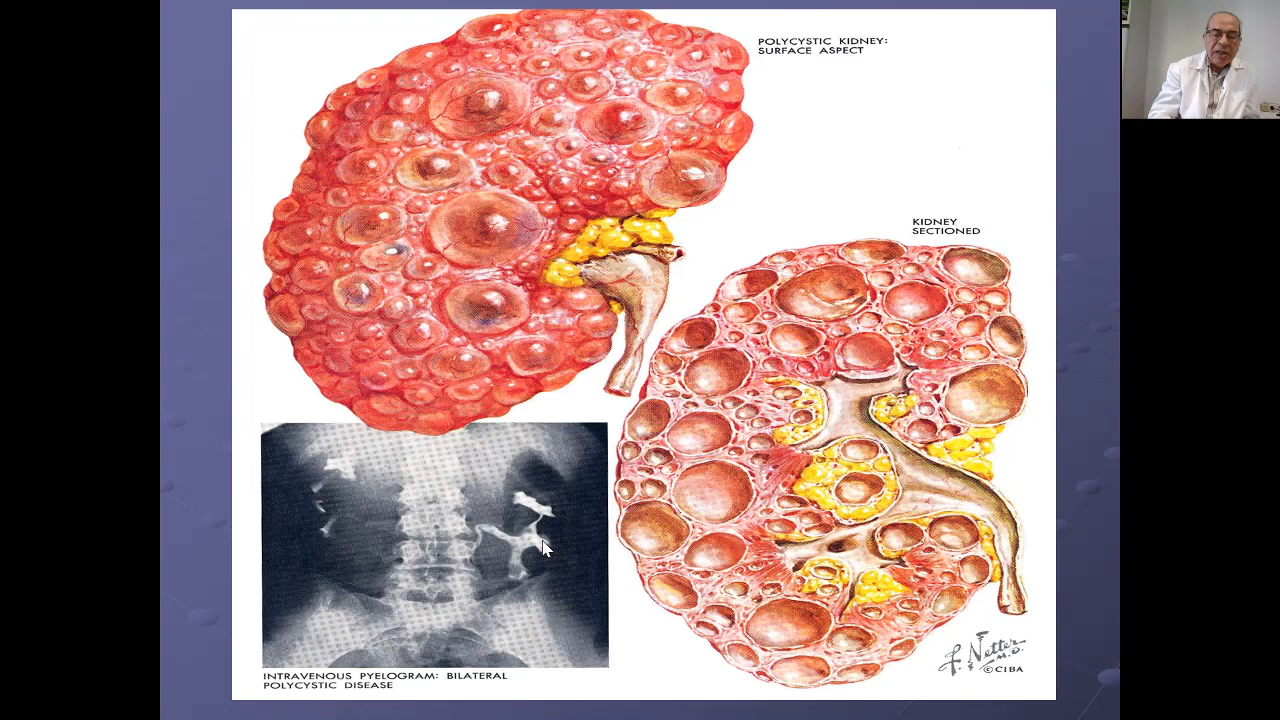 POLYCYSTIC KIDNEY:
SURFACE ASPECT
KIDNEY
SECTIONED
INTRAVENOUS PYELOGRAM: BILATERAL
POLYCYSTIC DISEASE
F. Netter
M.D.
©CIBA